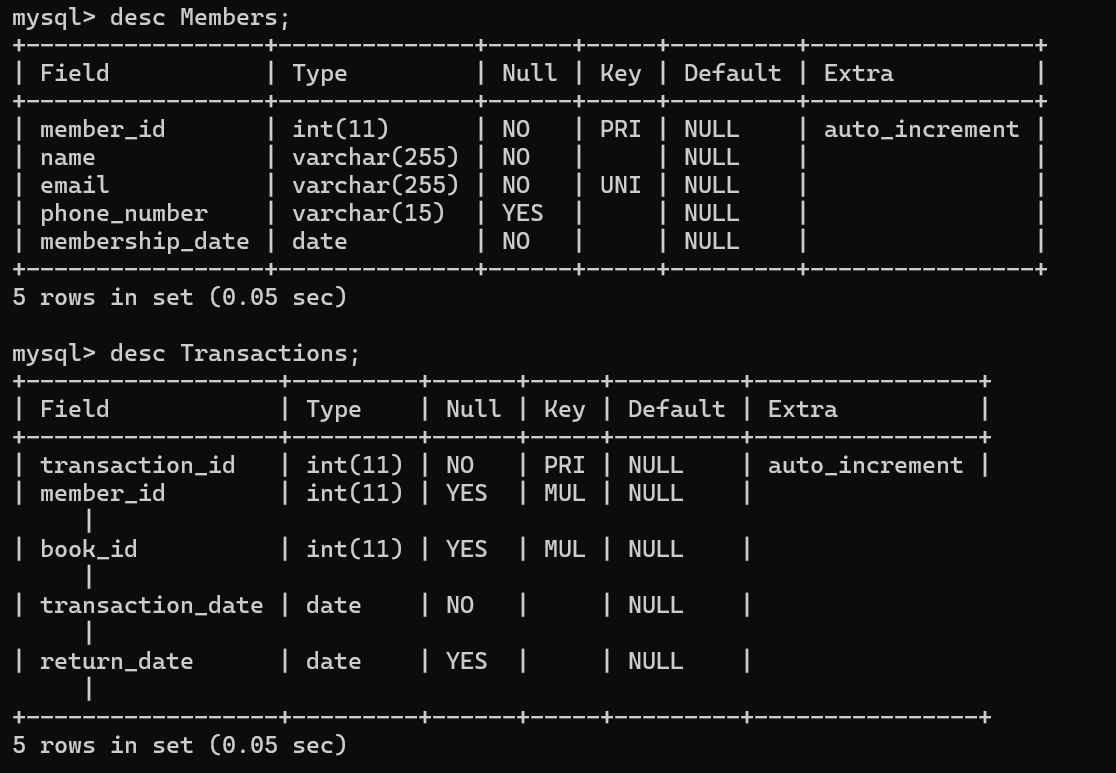 mysql> desc Members;
+------------------+--------------+------+-----+---------+----------------+
| Field            | Type         | Null | Key | Default | Extra          |
+------------------+--------------+------+-----+---------+----------------+
| member_id        | int(11)      | NO   | PRI | NULL    | auto_increment |
| name             | varchar(255) | NO   |     | NULL    |                |
| email            | varchar(255) | NO   | UNI | NULL    |                |
| phone_number     | varchar(15)  | YES  |     | NULL    |                |
| membership_date | date         | NO   |     | NULL    |                |
+------------------+--------------+------+-----+---------+----------------+
5 rows in set (0.05 sec)

mysql> desc Transactions;
+------------------+---------+------+-----+---------+----------------+
| Field            | Type    | Null | Key | Default | Extra          |
+------------------+---------+------+-----+---------+----------------+
| transaction_id   | int(11) | NO   | PRI | NULL    | auto_increment |
| member_id        | int(11) | YES  | MUL | NULL    |
     |
| book_id          | int(11) | YES  | MUL | NULL    |
     |
| transaction_date | date    | NO   |     | NULL    |
     |
| return_date      | date    | YES  |     | NULL    |
     |
+------------------+---------+------+-----+---------+----------------+
5 rows in set (0.05 sec)